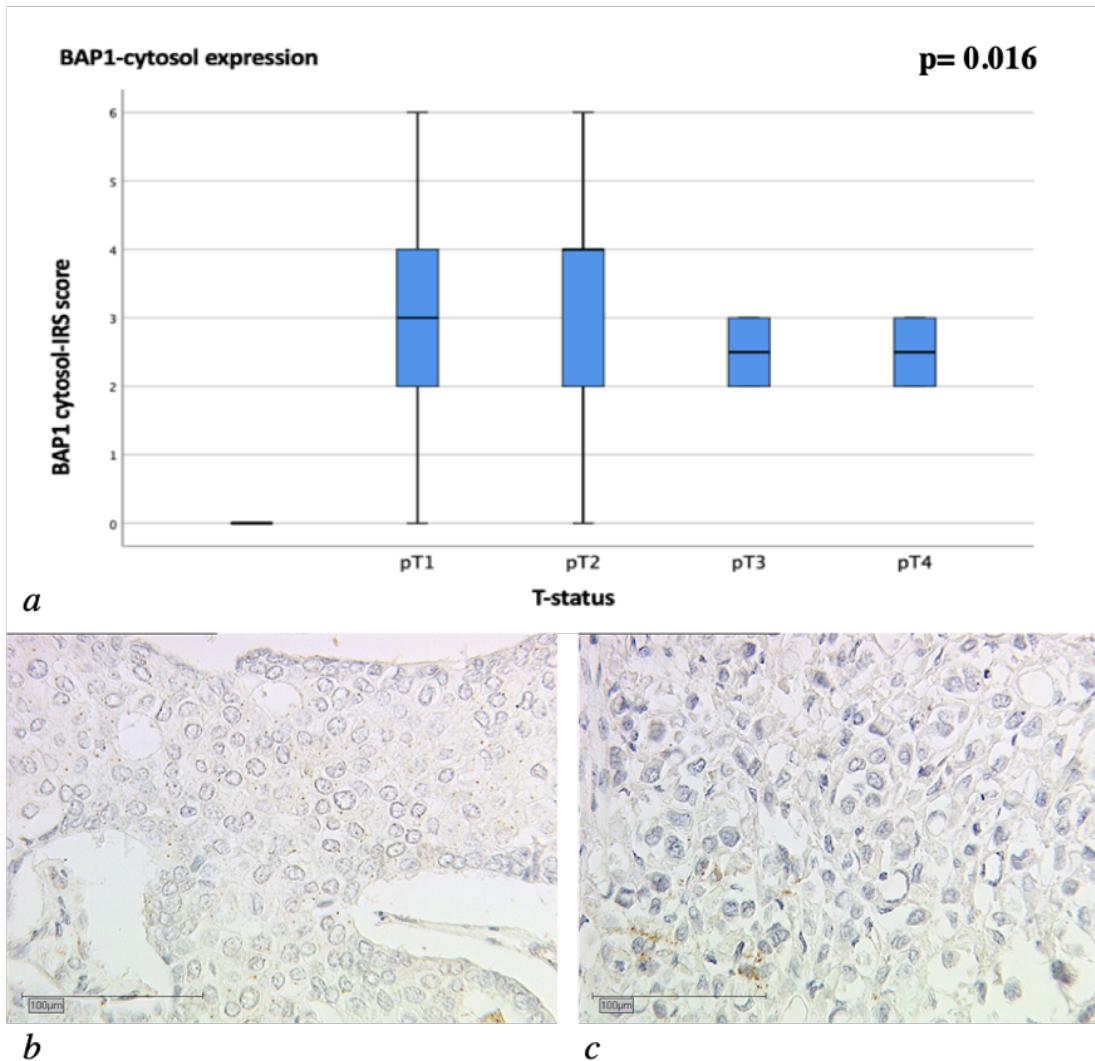 BAP1-cytosol expression
p= 0.016
BAP1 cytosol-IRS score
6
5
4
3
2
1
0
pT1 pT2 pT3 pT4
T-status
a
100µm
100µm
b
c